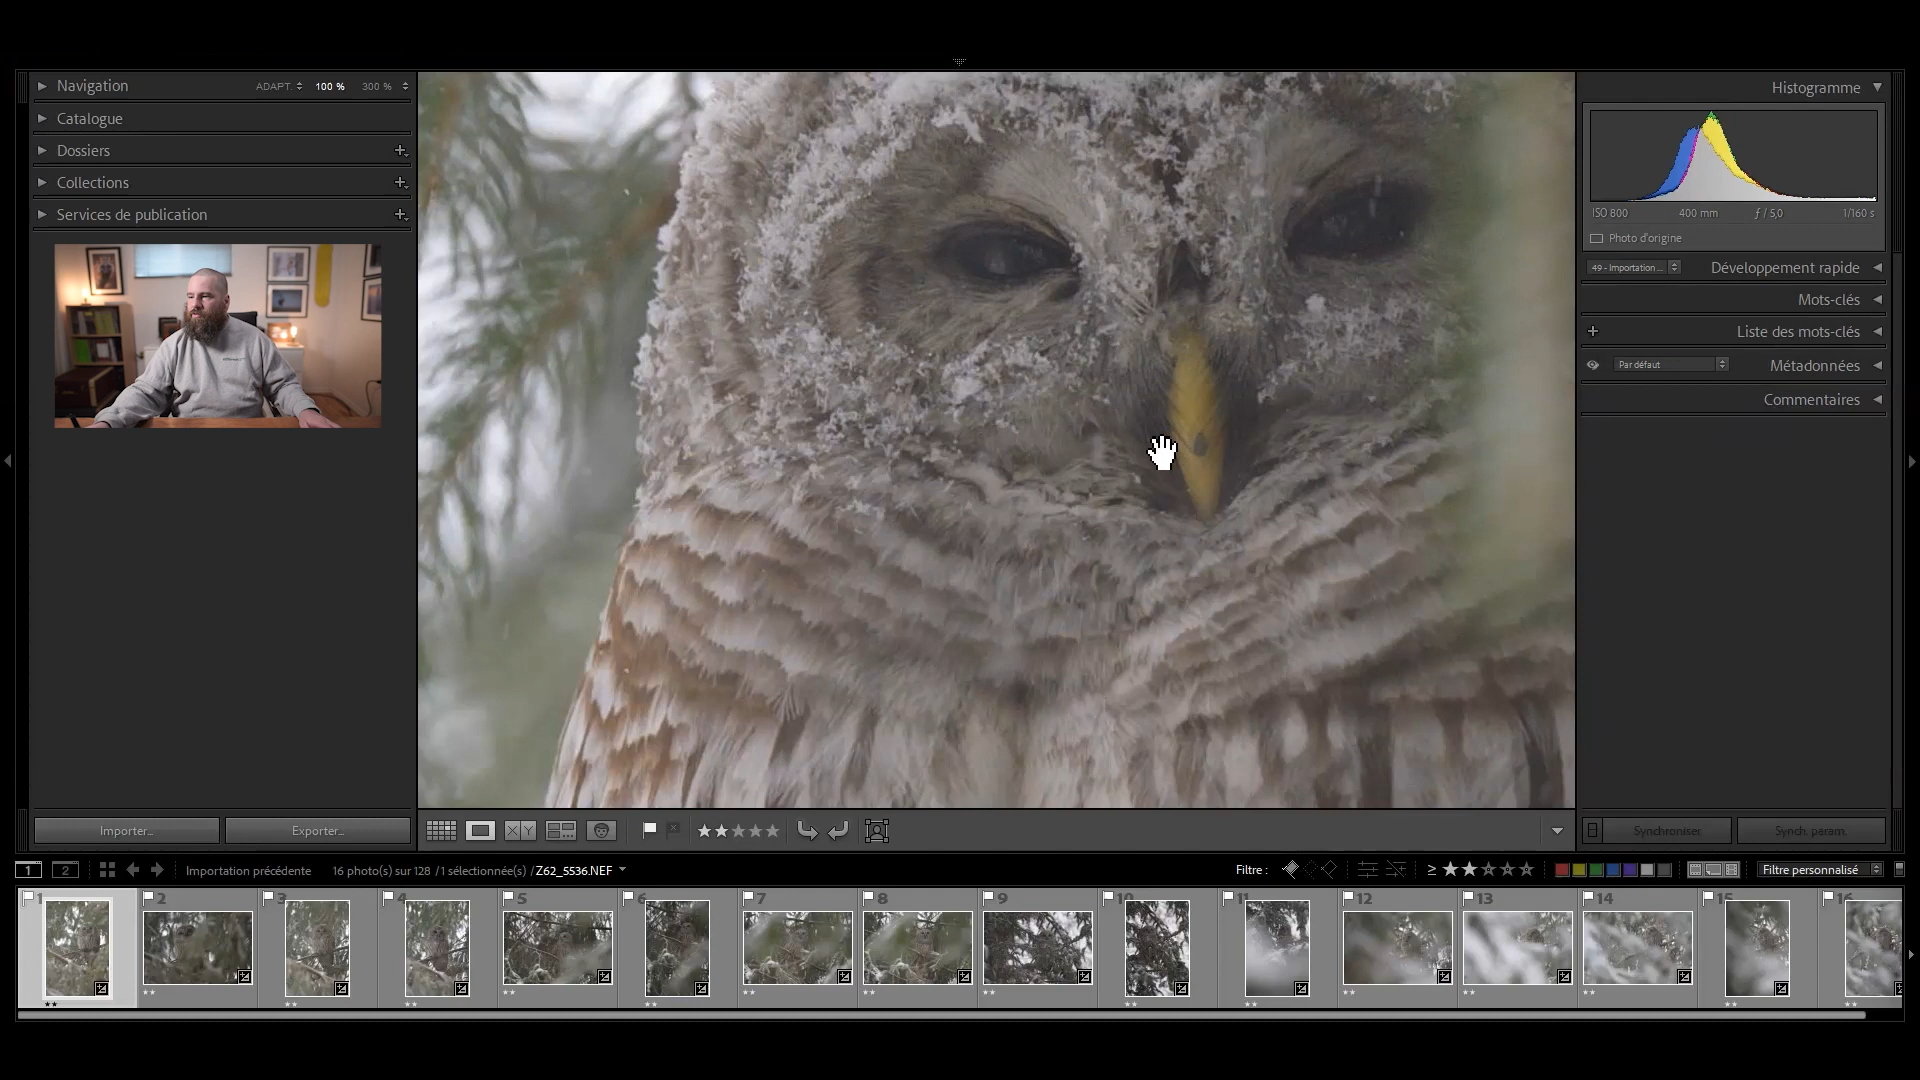 Navigation ADAPT. 100 % 300 %
Catalogue
Dossiers
Collections
Services de publication
Importer...
Exporter...
Histogramme
ISO 800 400 mm ƒ / 5,0 1/160 s
Photo d'origine
49 - Importation ... Développement rapide
Mots-clés
Liste des mots-clés
Par défaut Métadonnées
Commentaires
Synchroniser Synch. param.
X Y
1 2 Importation précédente 16 photo(s) sur 128 /1 sélectionnée(s) /Z62_5536.NEF Filtre : ≥ Filtre personnalisé
1 2 3 4 5 6 7 8 9 10 11 12 13 14 15 16